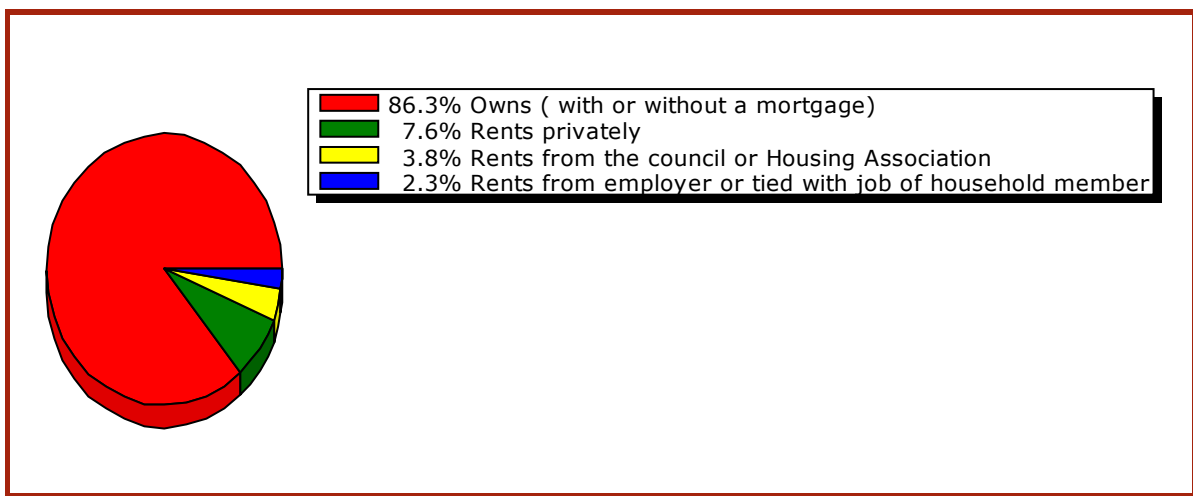 86.3% Owns ( with or without a mortgage)
7.6% Rents privately
3.8% Rents from the council or Housing Association
2.3% Rents from employer or tied with job of household member